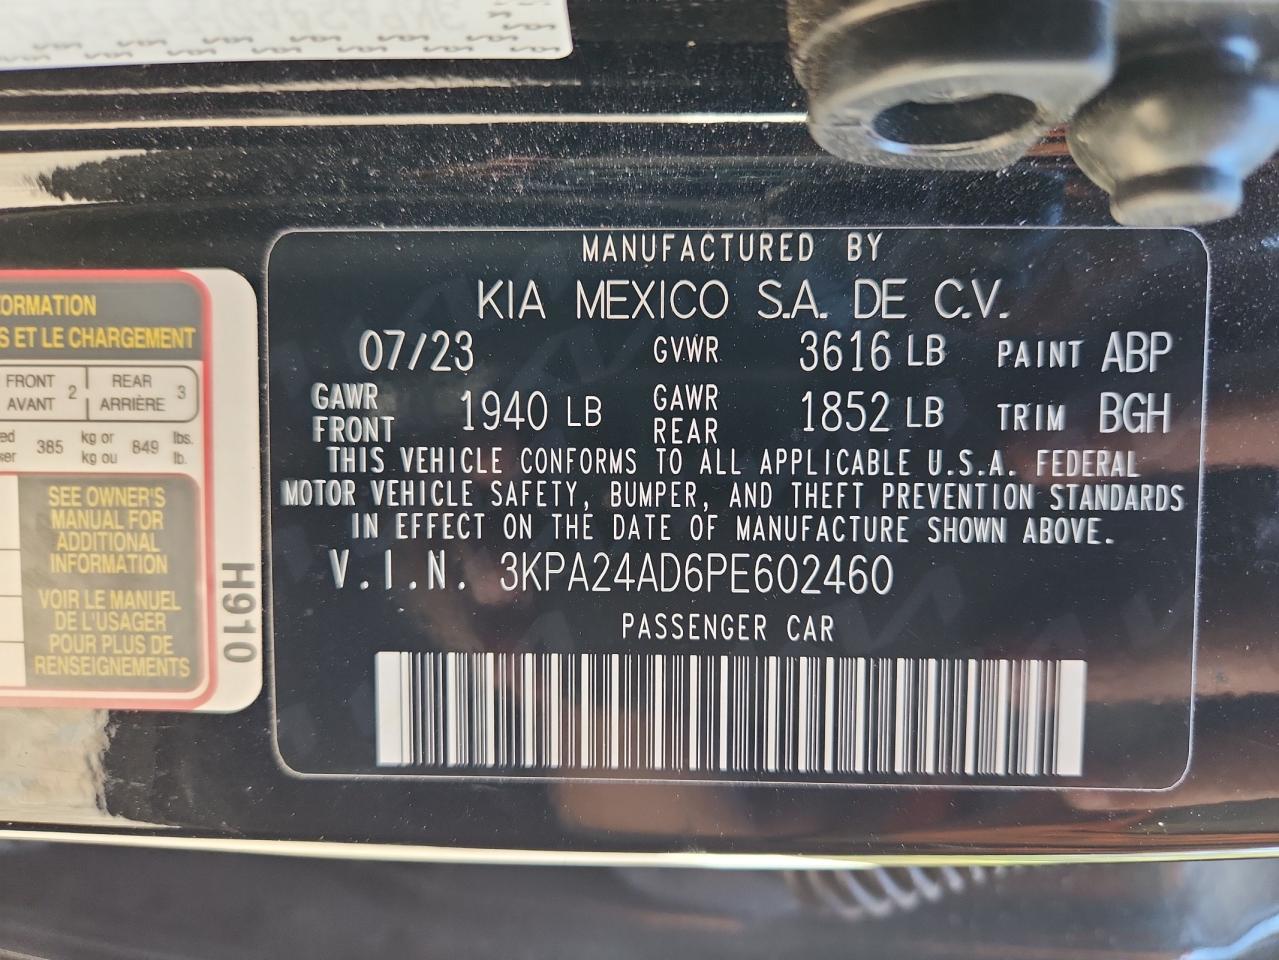 ORMATION
S ET LE CHARGEMENT
FRONT
AVANT 2
REAR
ARRIÈRE 3
385 kg or
kg ou 849 lbs.
lb.
SEE OWNER'S
MANUAL FOR
ADDITIONAL
INFORMATION
VOIR LE MANUEL
DE L'USAGER
POUR PLUS DE
RENSEIGNEMENTS
H910
MANUFACTURED BY
KIA MEXICO S.A. DE C.V.
07/23 GVWR 3616 LB PAINT ABP
GAWR
FRONT 1940 LB GAWR
REAR 1852 LB TRIM BGH
THIS VEHICLE CONFORMS TO ALL APPLICABLE U.S.A. FEDERAL
MOTOR VEHICLE SAFETY, BUMPER, AND THEFT PREVENTION STANDARDS
IN EFFECT ON THE DATE OF MANUFACTURE SHOWN ABOVE.
V.I.N. 3KPA24AD6PE602460
PASSENGER CAR